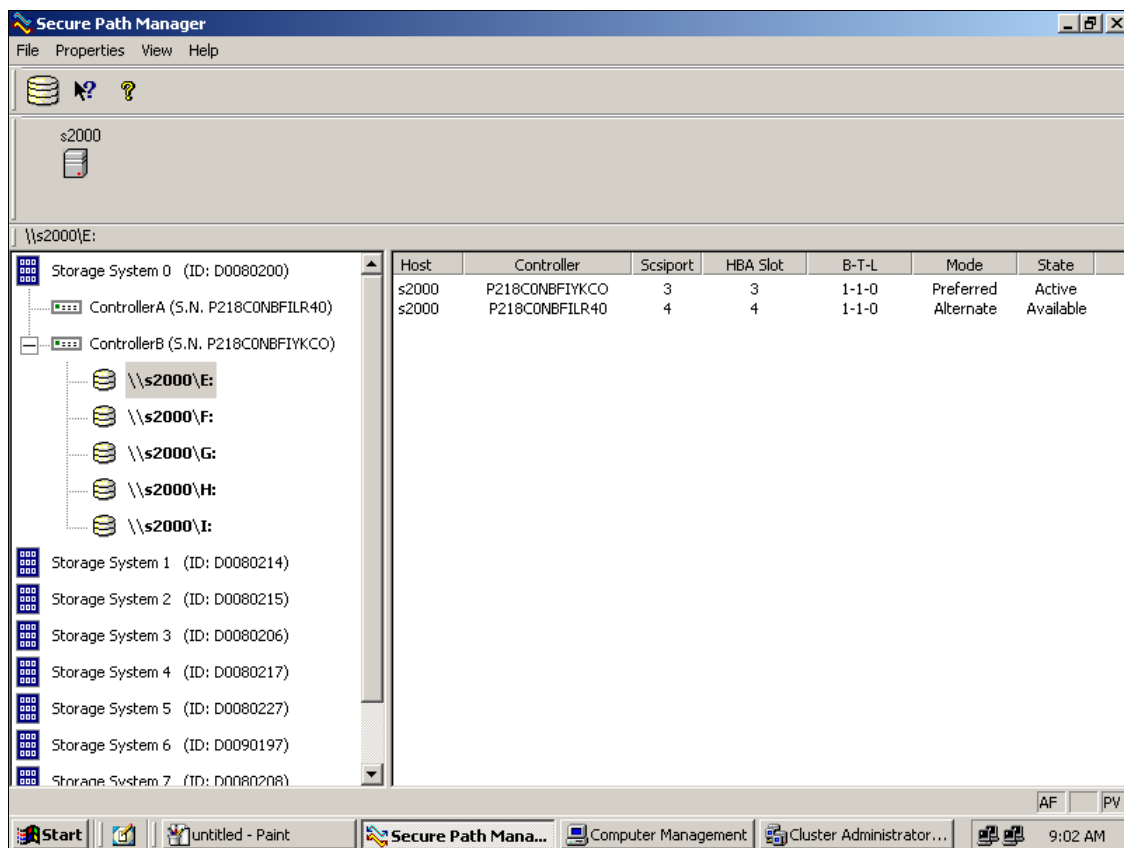 Secure Path Manager
File Properties View Help
s2000
\\s2000\E:
Storage System 0 (ID: D0080200)
ControllerA (S.N. P218C0NBFILR40)
ControllerB (S.N. P218C0NBFIYKCO)
\\s2000\E:
\\s2000\F:
\\s2000\G:
\\s2000\H:
\\s2000\I:
Storage System 1 (ID: D0080214)
Storage System 2 (ID: D0080215)
Storage System 3 (ID: D0080206)
Storage System 4 (ID: D0080217)
Storage System 5 (ID: D0080227)
Storage System 6 (ID: D0090197)
Storage System 7 (ID: D0080208)
Host Controller Scsiport HBA Slot B-T-L Mode State
s2000 P218C0NBFIYKCO 3 3 1-1-0 Preferred Active
s2000 P218C0NBFILR40 4 4 1-1-0 Alternate Available
AF PV
Start untitled - Paint Secure Path Mana... Computer Management Cluster Administrator... 9:02 AM